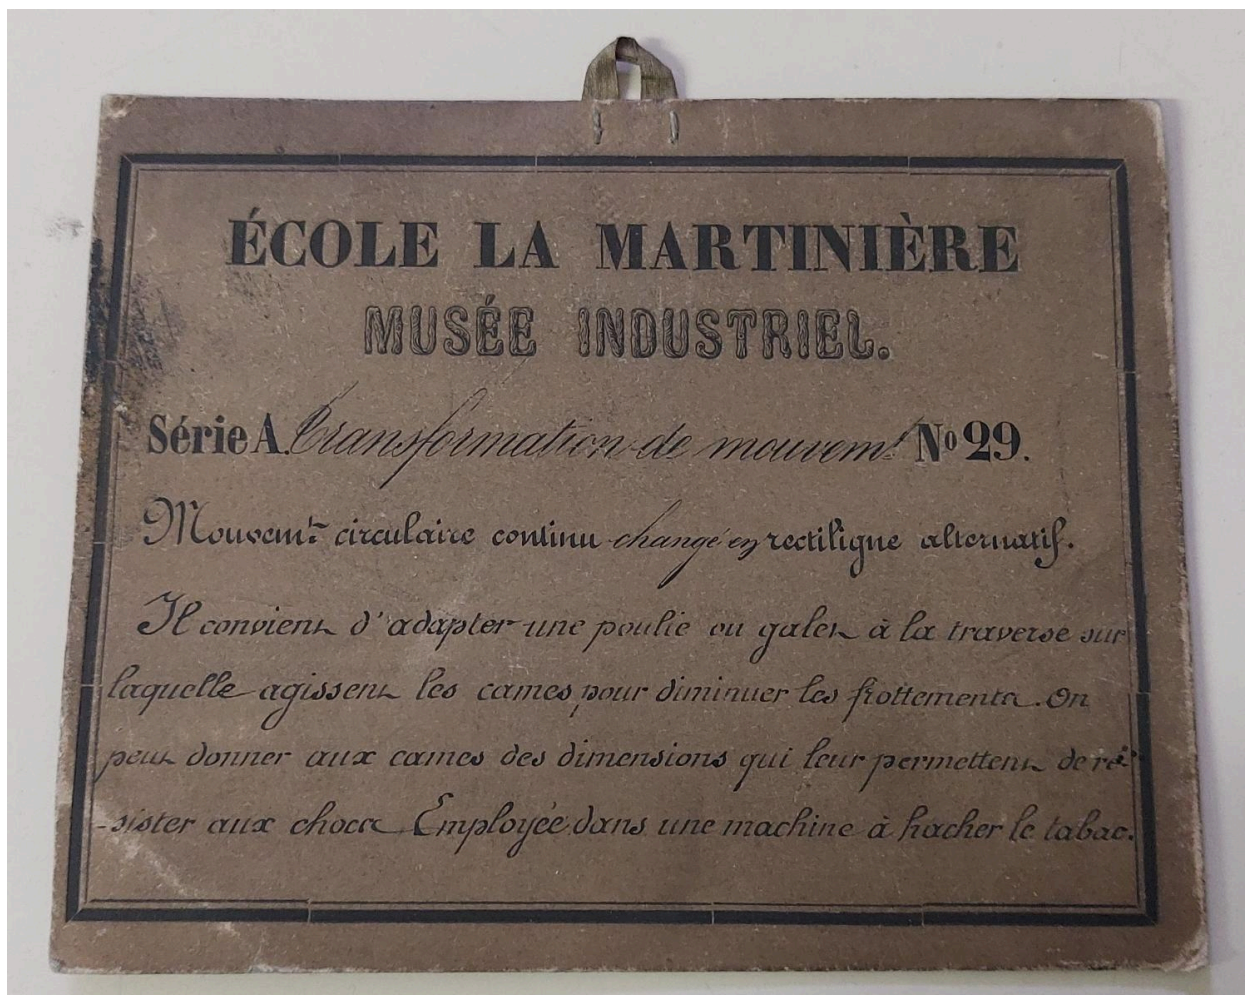 ÉCOLE LA MARTINIÈRE
MUSÉE INDUSTRIEL.
Série A. transformation de mouvemt No 29.
Mouvemt circulaire continu changé en rectiligne alternatif.
Il convient d'adapter une poulie ou galet à la traverse sur
laquelle agissent les cames, pour diminuer les frottements. On
peut donner aux cames des dimensions qui leur permettent de ré-
-sister aux chocs. Employée dans une machine à hacher le tabac.